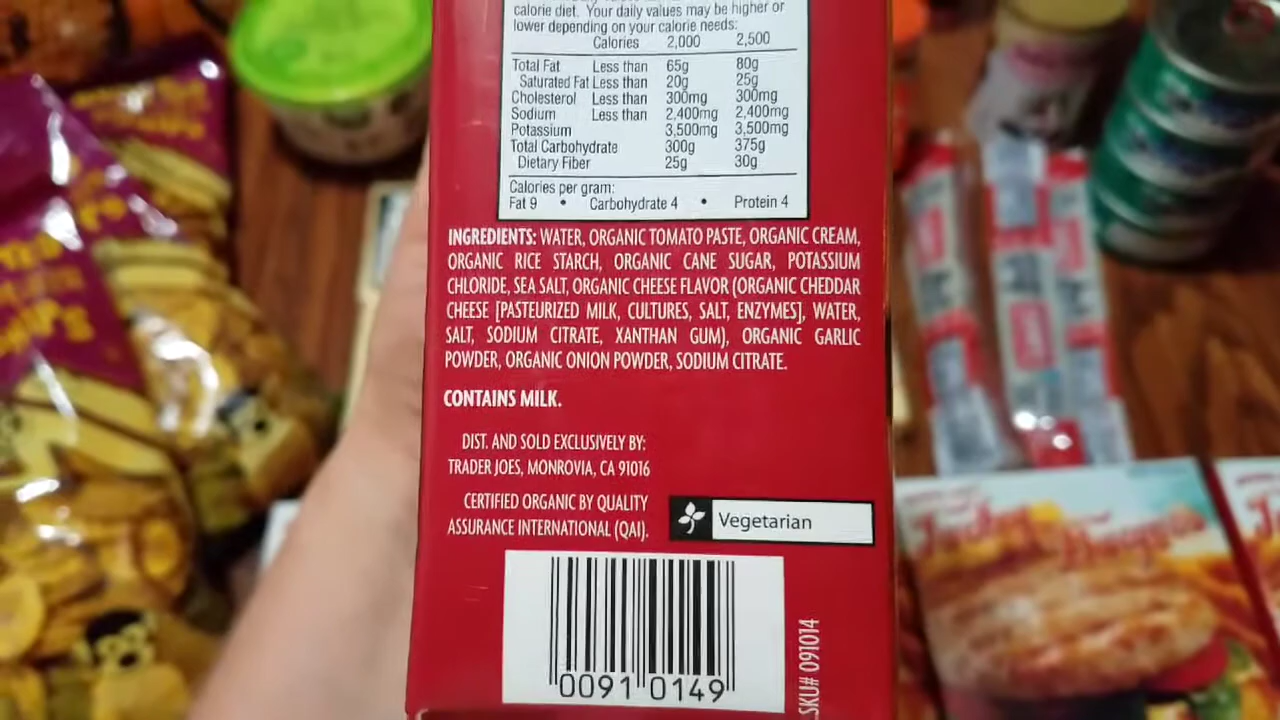 calorie diet. Your daily values may be higher or
lower depending on your calorie needs:
Calories 2,000 2,500
Total Fat Less than 65g 80g
Saturated Fat Less than 20g 25g
Cholesterol Less than 300mg 300mg
Sodium Less than 2,400mg 2,400mg
Potassium 3,500mg 3,500mg
Total Carbohydrate 300g 375g
Dietary Fiber 25g 30g
Calories per gram:
Fat 9 • Carbohydrate 4 • Protein 4
INGREDIENTS: WATER, ORGANIC TOMATO PASTE, ORGANIC CREAM,
ORGANIC RICE STARCH, ORGANIC CANE SUGAR, POTASSIUM
CHLORIDE, SEA SALT, ORGANIC CHEESE FLAVOR (ORGANIC CHEDDAR
CHEESE [PASTEURIZED MILK, CULTURES, SALT, ENZYMES], WATER,
SALT, SODIUM CITRATE, XANTHAN GUM), ORGANIC GARLIC
POWDER, ORGANIC ONION POWDER, SODIUM CITRATE.
CONTAINS MILK.
DIST. AND SOLD EXCLUSIVELY BY:
TRADER JOES, MONROVIA, CA 91016
CERTIFIED ORGANIC BY QUALITY
ASSURANCE INTERNATIONAL (QAI).
Vegetarian
0091 0149
SKU# 091014